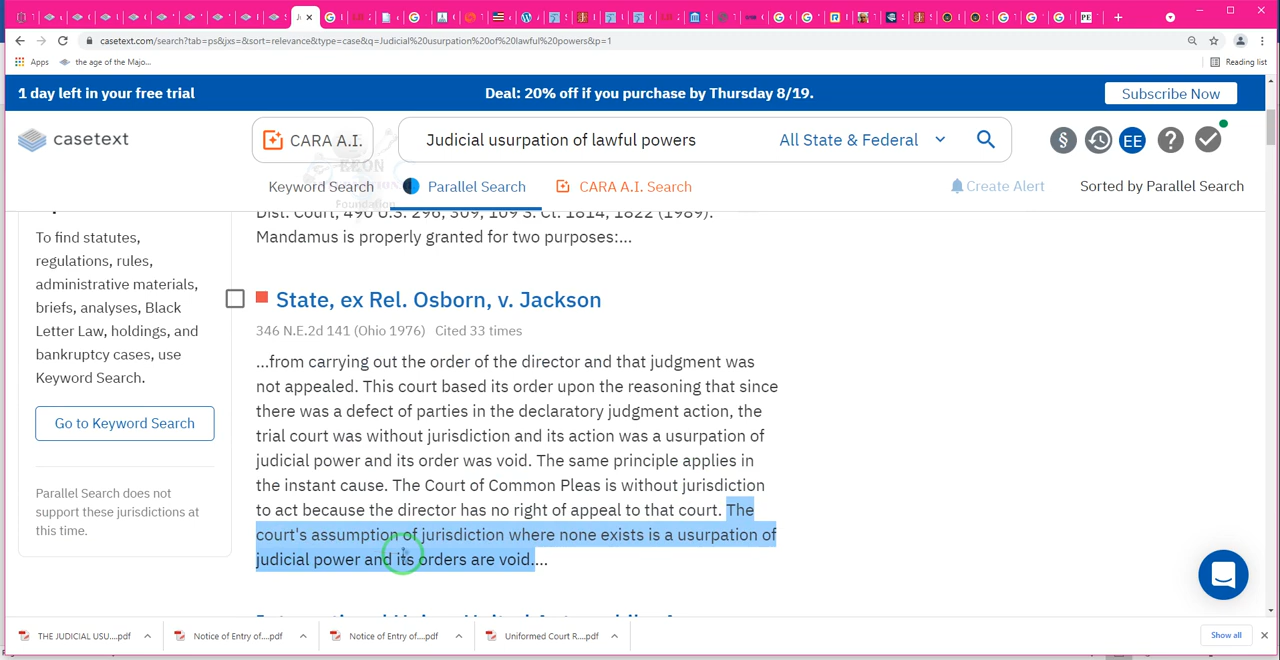 J
PE
casetext.com/search?tab=ps&jxs=&sort=relevance&type=case&q=Judicial%20usurpation%20of%20lawful%20powers&p=1
Apps the age of the Majo...
Reading list
1 day left in your free trial
Deal: 20% off if you purchase by Thursday 8/19.
Subscribe Now
casetext
CARA A.I.
Judicial usurpation of lawful powers
All State & Federal
§
EE
?
EEON
Foundation
Keyword Search
Parallel Search
CARA A.I. Search
Create Alert
Sorted by Parallel Search
To find statutes,
regulations, rules,
administrative materials,
briefs, analyses, Black
Letter Law, holdings, and
bankruptcy cases, use
Keyword Search.
Go to Keyword Search
Parallel Search does not
support these jurisdictions at
this time.
Dist. Court, 490 U.S. 296, 309, 109 S. Ct. 1814, 1822 (1989).
Mandamus is properly granted for two purposes:...
State, ex Rel. Osborn, v. Jackson
346 N.E.2d 141 (Ohio 1976) Cited 33 times
...from carrying out the order of the director and that judgment was
not appealed. This court based its order upon the reasoning that since
there was a defect of parties in the declaratory judgment action, the
trial court was without jurisdiction and its action was a usurpation of
judicial power and its order was void. The same principle applies in
the instant cause. The Court of Common Pleas is without jurisdiction
to act because the director has no right of appeal to that court. The
court's assumption of jurisdiction where none exists is a usurpation of
judicial power and its orders are void....
THE JUDICIAL USU....pdf
Notice of Entry of....pdf
Notice of Entry of....pdf
Uniformed Court R....pdf
Show all